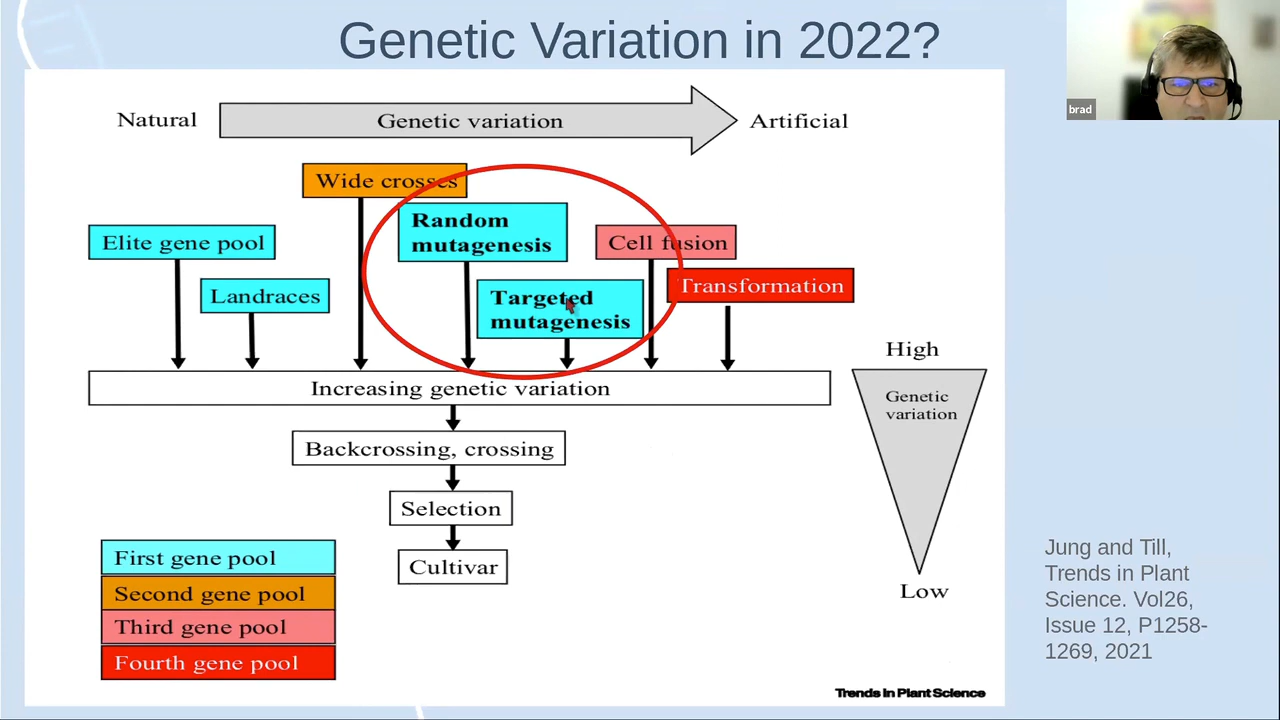 Genetic Variation in 2022?
brad
Natural
Genetic variation
Artificial
Wide crosses
Random
mutagenesis
Elite gene pool
Cell fusion
Landraces
Targeted
mutagenesis
Transformation
High
Increasing genetic variation
Genetic
variation
Backcrossing, crossing
Selection
Cultivar
Low
First gene pool
Second gene pool
Third gene pool
Fourth gene pool
Jung and Till,
Trends in Plant
Science. Vol26,
Issue 12, P1258-
1269, 2021
Trends in Plant Science